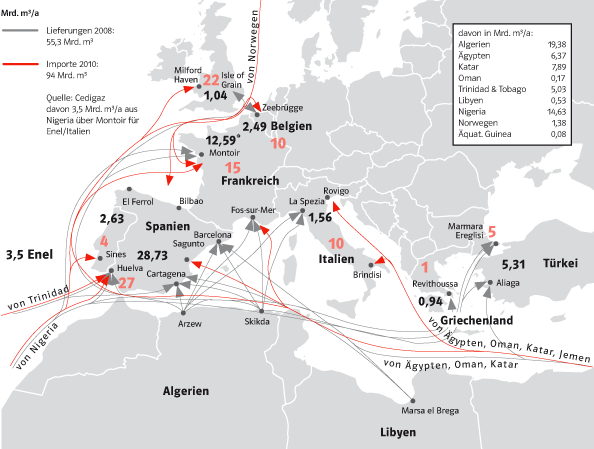 Mrd. m³/a
Lieferungen 2008:
55,3 Mrd. m³
Importe 2010:
94 Mrd. m³
Quelle: Cedigaz
davon 3,5 Mrd. m³/a aus
Nigeria über Montoir für
Enel/Italien
von Norwegen
davon in Mrd. m³/a:
Algerien 19,38
Ägypten 6,37
Katar 7,89
Oman 0,17
Trinidad & Tobago 5,03
Libyen 0,53
Nigeria 14,63
Norwegen 1,38
Äquat. Guinea 0,08
Milford
Haven
22
Isle of
Grain
1,04
Zeebrügge
2,49 Belgien
10
12,59
Montoir
15
Frankreich
El Ferrol
Bilbao
2,63
Spanien
Fos-sur-Mer
La Spezia
Rovigo
1,56
Barcelona
4
28,73
Sagunto
3,5 Enel
Sines
Huelva
27
Cartagena
10
Italien
Brindisi
Marmara
Ereglisi
5
5,31
Türkei
1
Revithoussa
0,94
Aliaga
Griechenland
von Trinidad
von Nigeria
Arzew
Skikda
von Ägypten, Oman, Katar, Jemen
von Ägypten, Oman, Katar
Algerien
Marsa el Brega
Libyen